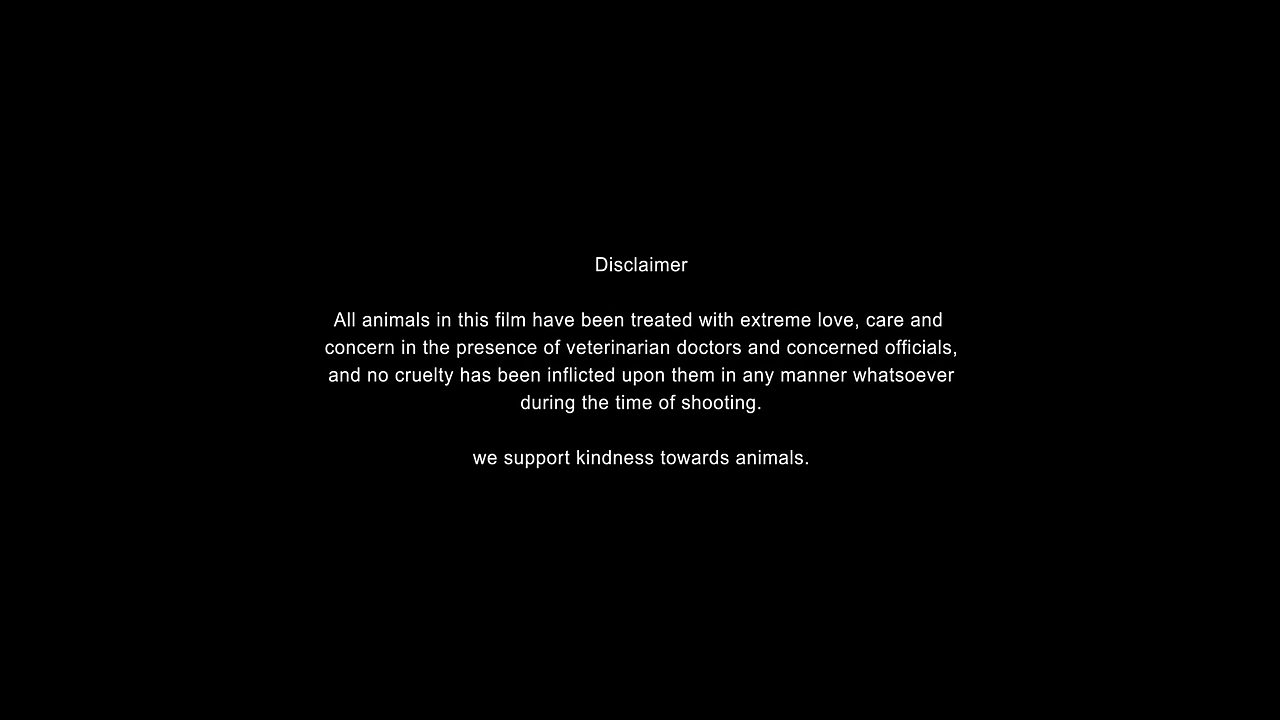 Disclaimer
All animals in this film have been treated with extreme love, care and
concern in the presence of veterinarian doctors and concerned officials,
and no cruelty has been inflicted upon them in any manner whatsoever
during the time of shooting.
we support kindness towards animals.